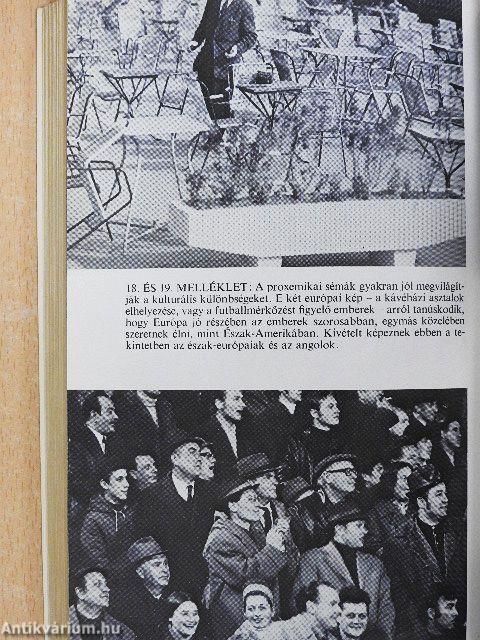 18. ÉS 19. MELLÉKLET: A proxemikai sémák gyakran jól megvilágít-
ják a kulturális különbségeket. E két európai kép – a kávéházi asztalok
elhelyezése, vagy a futballmérkőzést figyelő emberek – arról tanúskodik,
hogy Európa jó részében az emberek szorosabban, egymás közelében
szeretnek élni, mint Észak-Amerikában. Kivételt képeznek ebben a te-
kintetben az észak-európaiak és az angolok.
Antikvárium.hu